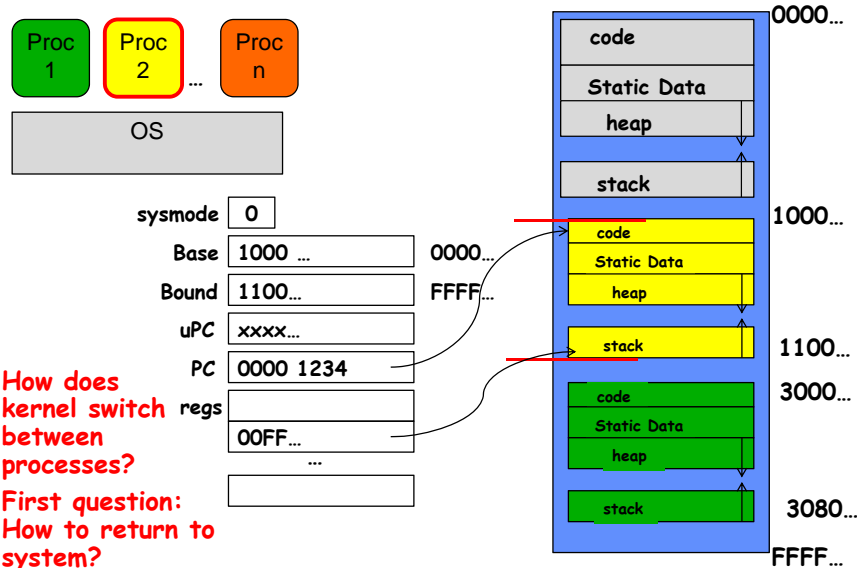 Proc
1
Proc
2
...
Proc
n
OS
sysmode 0
Base 1000 ... 0000...
Bound 1100... FFFF...
uPC xxxx...
PC 0000 1234
regs
00FF...
...
How does
kernel switch
between
processes?
First question:
How to return to
system?
0000...
code
Static Data
heap
stack
1000...
code
Static Data
heap
stack
1100...
3000...
code
Static Data
heap
stack
3080...
FFFF...